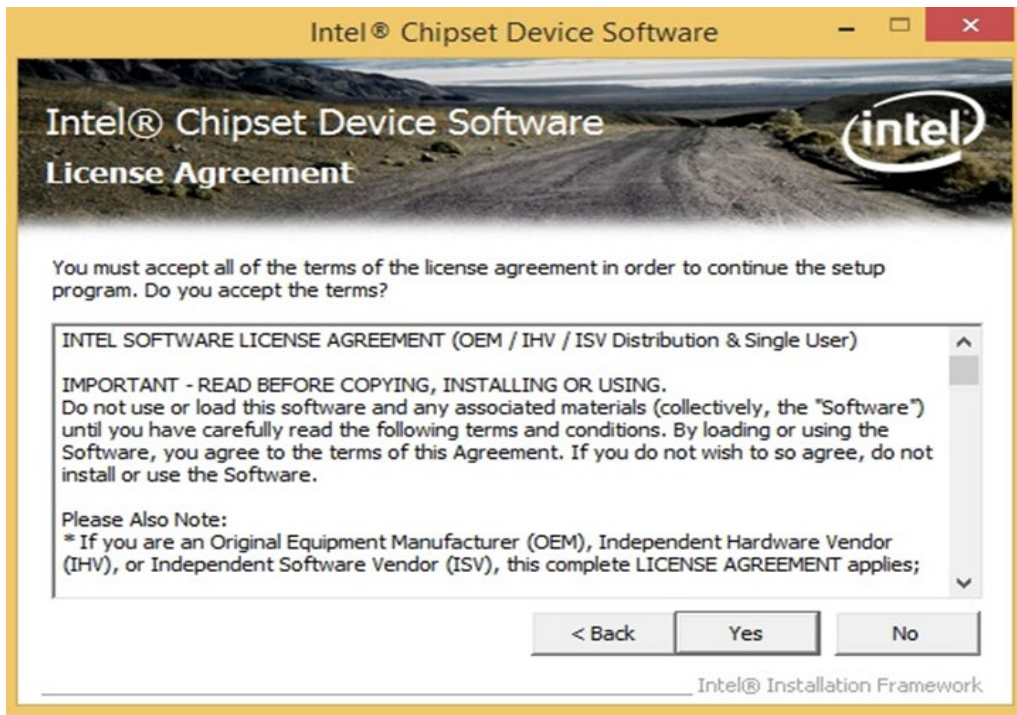 Intel® Chipset Device Software
Intel® Chipset Device Software
intel
License Agreement
You must accept all of the terms of the license agreement in order to continue the setup
program. Do you accept the terms?
INTEL SOFTWARE LICENSE AGREEMENT (OEM / IHV / ISV Distribution & Single User)
IMPORTANT - READ BEFORE COPYING, INSTALLING OR USING.
Do not use or load this software and any associated materials (collectively, the "Software")
until you have carefully read the following terms and conditions. By loading or using the
Software, you agree to the terms of this Agreement. If you do not wish to so agree, do not
install or use the Software.
Please Also Note:
* If you are an Original Equipment Manufacturer (OEM), Independent Hardware Vendor
(IHV), or Independent Software Vendor (ISV), this complete LICENSE AGREEMENT applies;
< Back Yes No
Intel® Installation Framework